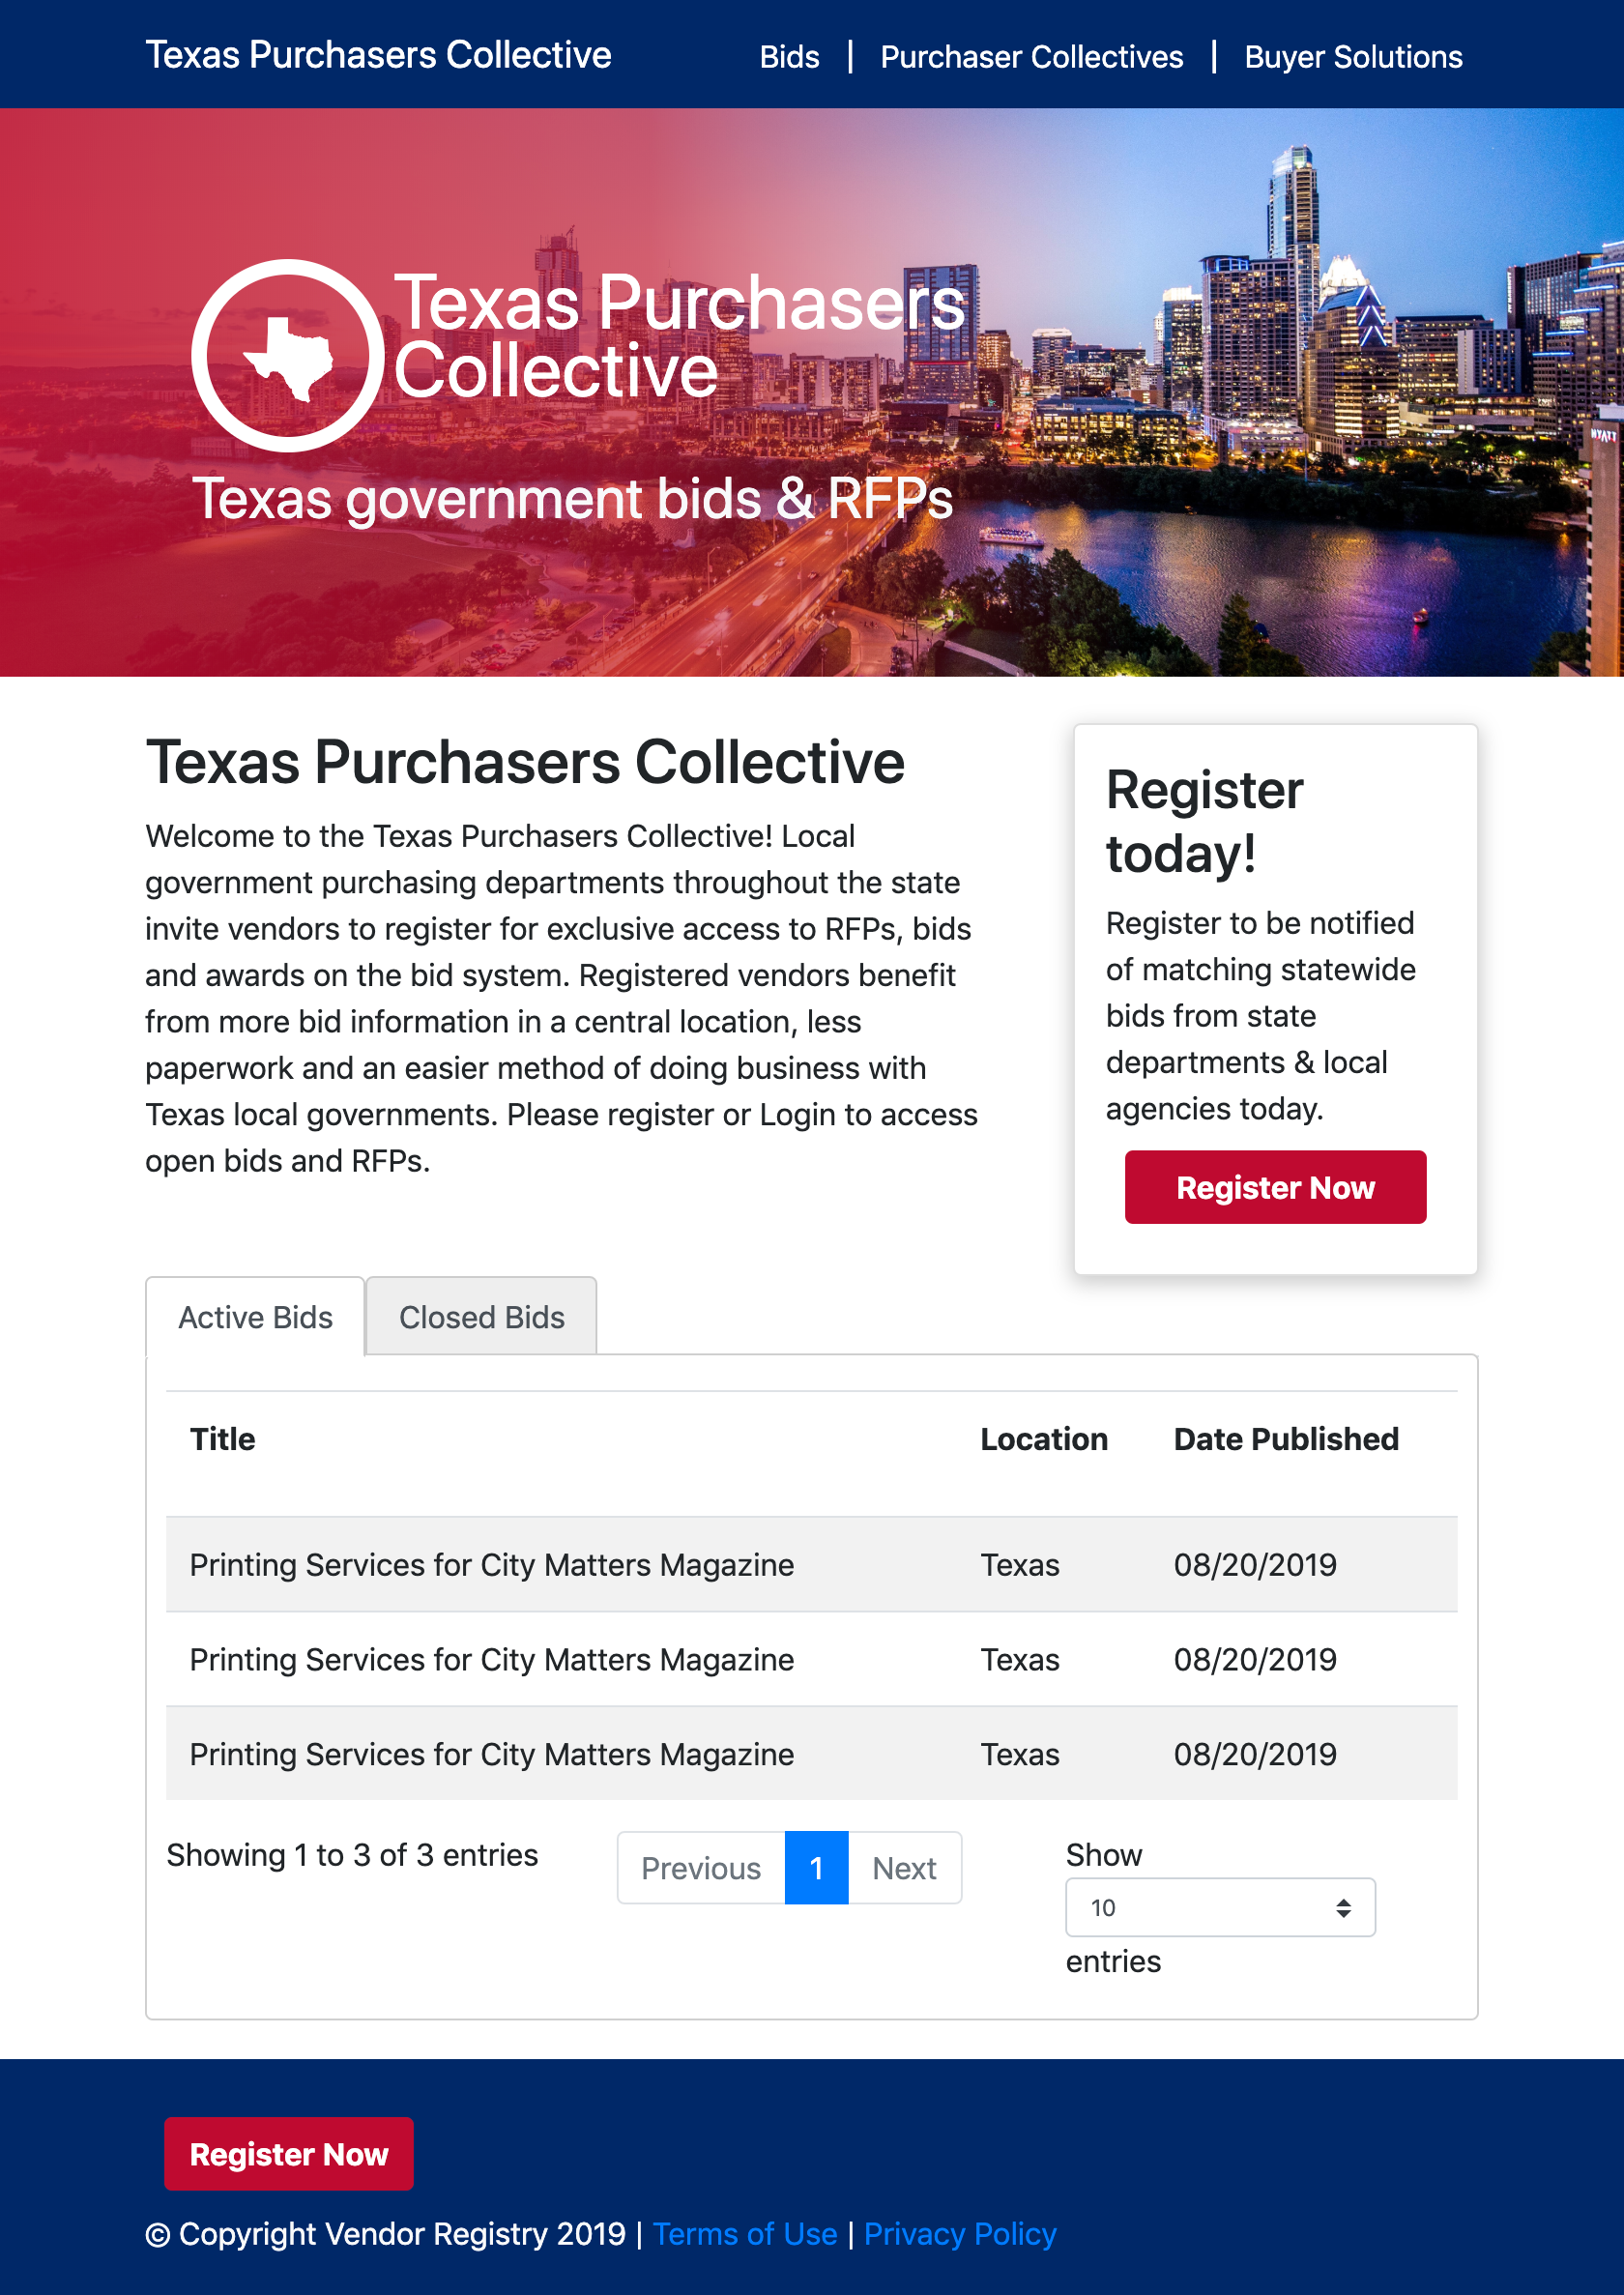 Texas Purchasers Collective
Bids | Purchaser Collectives | Buyer Solutions
Texas Purchasers
Collective
Texas government bids & RFPs
HYATT
Texas Purchasers Collective
Welcome to the Texas Purchasers Collective! Local
government purchasing departments throughout the state
invite vendors to register for exclusive access to RFPs, bids
and awards on the bid system. Registered vendors benefit
from more bid information in a central location, less
paperwork and an easier method of doing business with
Texas local governments. Please register or Login to access
open bids and RFPs.
Register
today!
Register to be notified
of matching statewide
bids from state
departments & local
agencies today.
Register Now
Active Bids
Closed Bids
Title Location Date Published
Printing Services for City Matters Magazine Texas 08/20/2019
Printing Services for City Matters Magazine Texas 08/20/2019
Printing Services for City Matters Magazine Texas 08/20/2019
Showing 1 to 3 of 3 entries
Previous 1 Next
Show
10
entries
Register Now
© Copyright Vendor Registry 2019 | Terms of Use | Privacy Policy